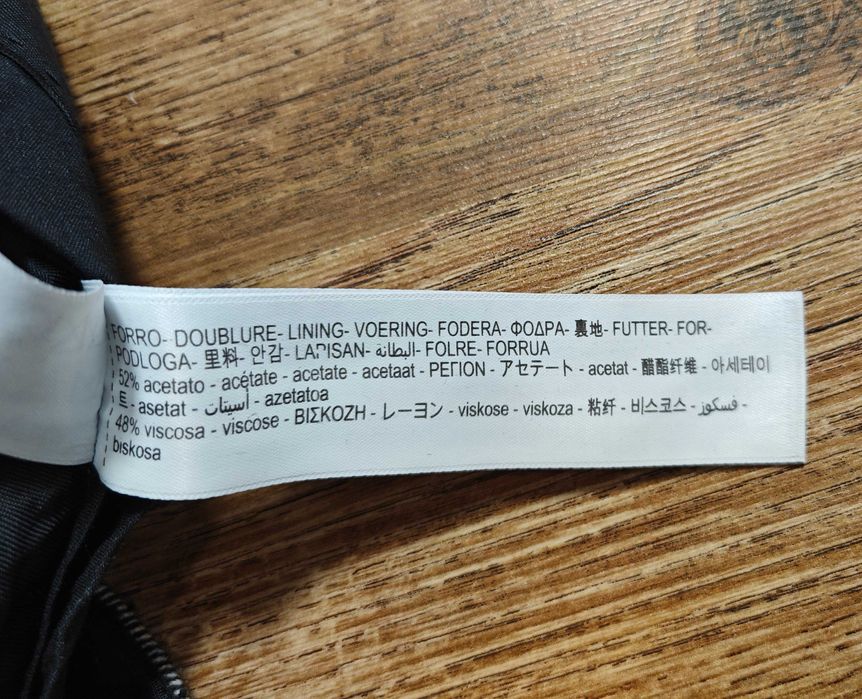 FORRO- DOUBLURE- LINING- VOERING- FODERA- ΦΟΔΡΑ- 裏地- FUTTER- FOR-
PODLOGA- 里料- 안감- LAPISAN- البطانة- FOLRE- FORRUA
52% acetato - acétate - acetate - acetaat - ΡΕΓΙΟΝ - アセテート - acetat - 醋酯纤维 - 아세테이
트 - asetat - أسيتات - azetatoa
48% viscosa - viscose - ΒΙΣΚΟΖΗ - レーヨン - viskose - viskoza - 粘纤 - 비스코스 - فسكوز -
biskosa